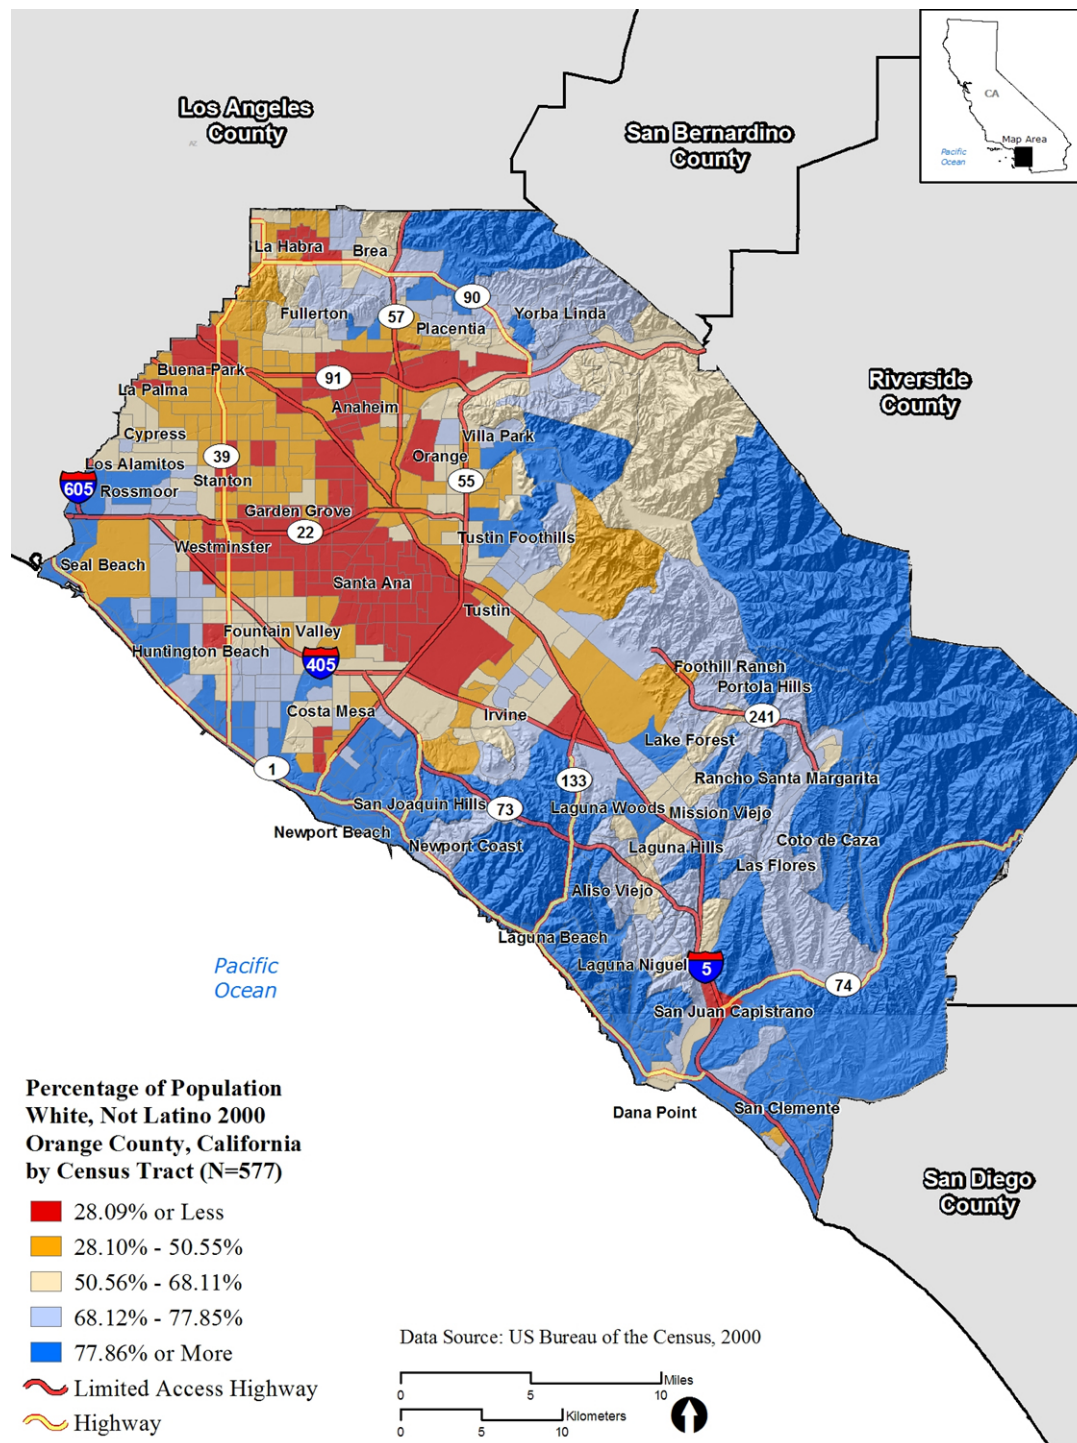 Los Angeles
County
San Bernardino
County
CA
Map Area
Pacific
Ocean
La Habra
Brea
90
Fullerton
57
Placentia
Yorba Linda
Buena Park
91
La Palma
Anaheim
Riverside
County
Cypress
Villa Park
39
Orange
Los Alamitos
605
Rossmoor
Stanton
55
Garden Grove
22
Westminster
Tustin Foothills
Seal Beach
Santa Ana
Tustin
Fountain Valley
Huntington Beach
405
Foothill Ranch
Portola Hills
Costa Mesa
Irvine
241
Lake Forest
1
133
Rancho Santa Margarita
San Joaquin Hills
73
Laguna Woods
Mission Viejo
Newport Beach
Newport Coast
Laguna Hills
Coto de Caza
Las Flores
Aliso Viejo
Laguna Beach
Laguna Niguel
5
74
Pacific
Ocean
San Juan Capistrano
Dana Point
San Clemente
San Diego
County
Percentage of Population
White, Not Latino 2000
Orange County, California
by Census Tract (N=577)
28.09% or Less
28.10% - 50.55%
50.56% - 68.11%
68.12% - 77.85%
77.86% or More
Limited Access Highway
Highway
Data Source: US Bureau of the Census, 2000
Miles
0 5 10
Kilometers
0 5 10